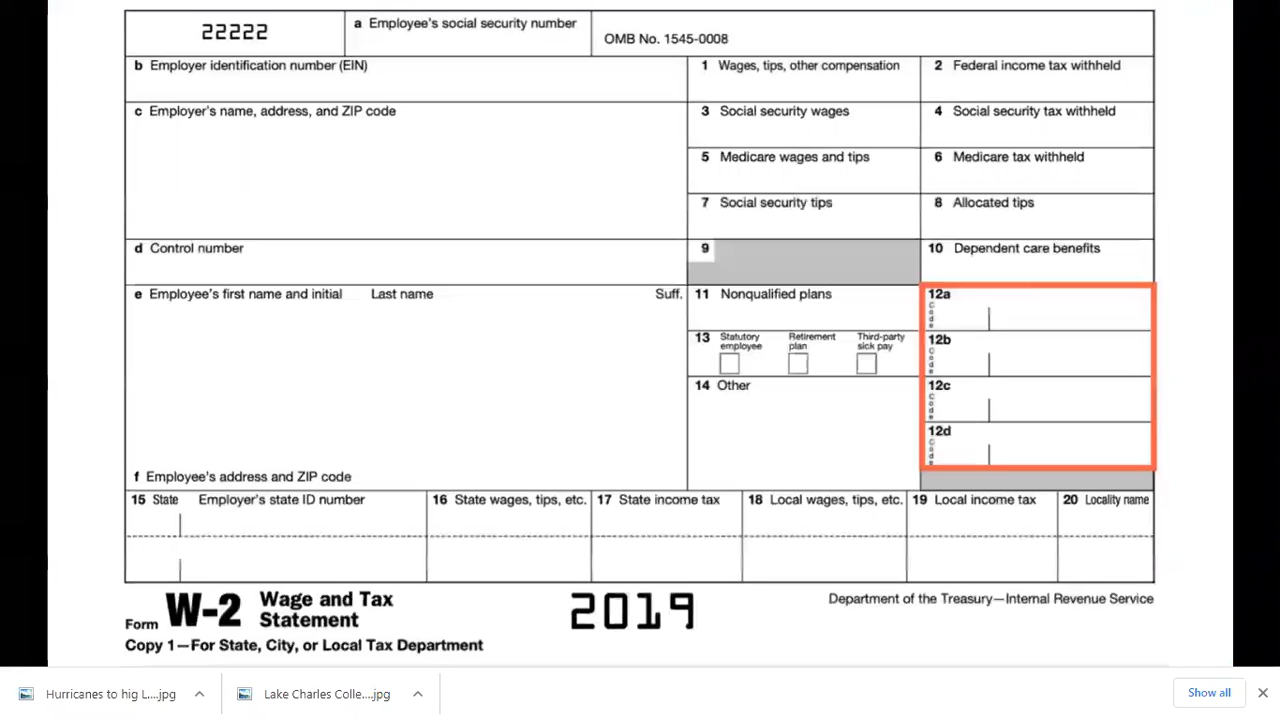 22222
a Employee's social security number
OMB No. 1545-0008
b Employer identification number (EIN)
1 Wages, tips, other compensation
2 Federal income tax withheld
c Employer's name, address, and ZIP code
3 Social security wages
4 Social security tax withheld
5 Medicare wages and tips
6 Medicare tax withheld
7 Social security tips
8 Allocated tips
d Control number
9
10 Dependent care benefits
e Employee's first name and initial Last name Suff.
11 Nonqualified plans
12a
Code
13 Statutory employee Retirement plan Third-party sick pay
12b
Code
14 Other
12c
Code
12d
Code
f Employee's address and ZIP code
15 State Employer's state ID number
16 State wages, tips, etc.
17 State income tax
18 Local wages, tips, etc.
19 Local income tax
20 Locality name
Form W-2 Wage and Tax Statement
2019
Department of the Treasury—Internal Revenue Service
Copy 1—For State, City, or Local Tax Department
Hurricanes to hig L....jpg
Lake Charles Colle....jpg
Show all